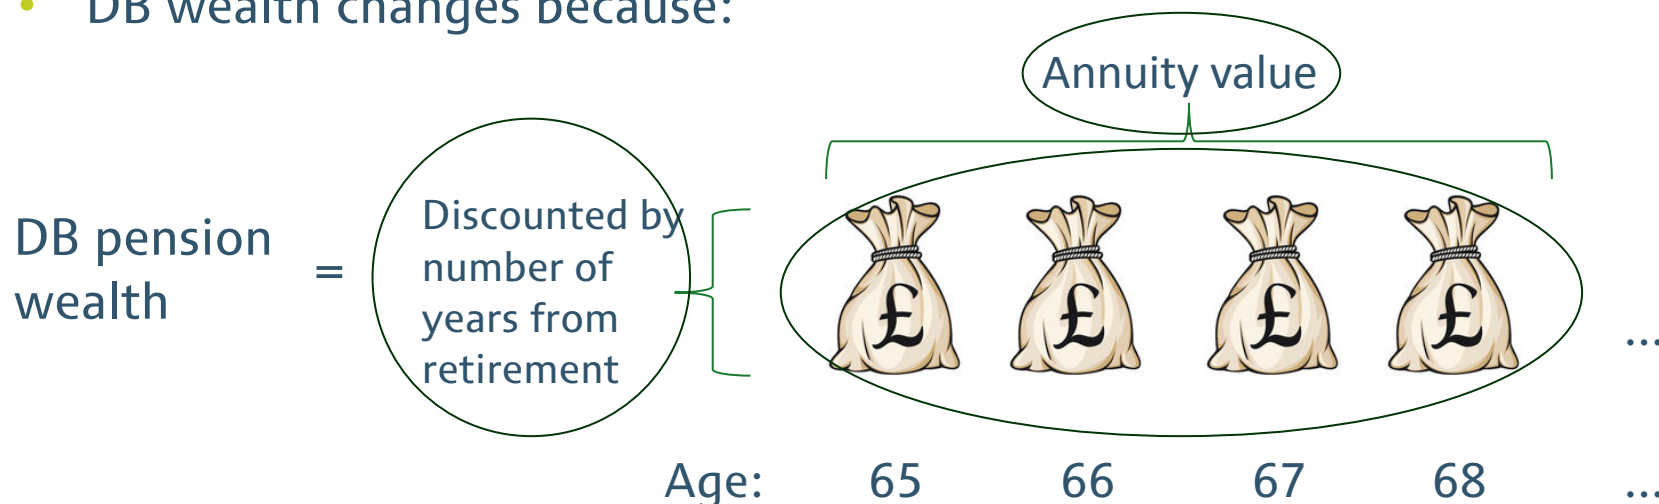 • DB wealth changes because:
Annuity value
DB pension
wealth
=
Discounted by
number of
years from
retirement
£ £ £ £ ...
Age: 65 66 67 68 ...